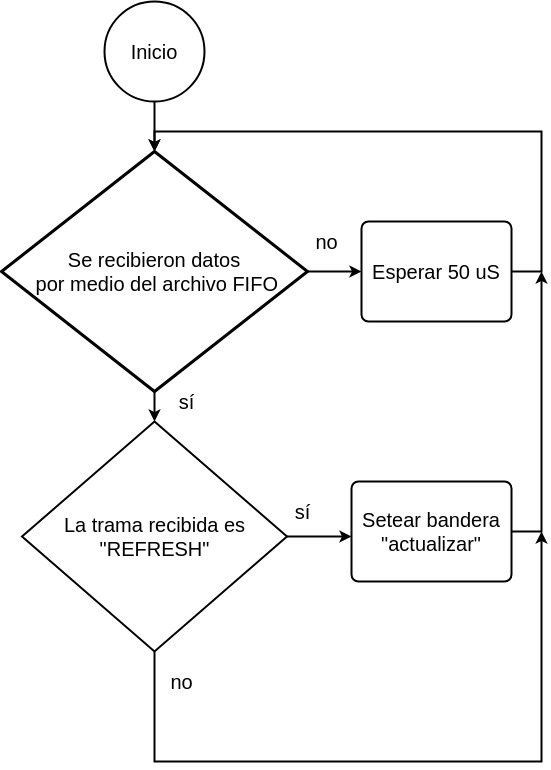 Inicio
Se recibieron datos
por medio del archivo FIFO
no
Esperar 50 uS
sí
La trama recibida es
"REFRESH"
sí
Setear bandera
"actualizar"
no